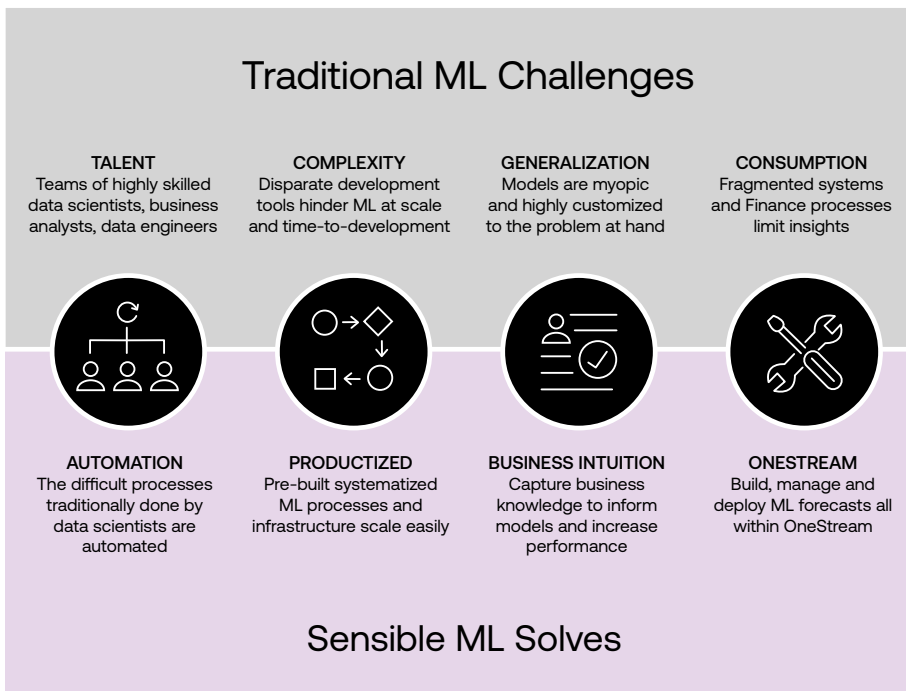 Traditional ML Challenges
TALENT
Teams of highly skilled
data scientists, business
analysts, data engineers
COMPLEXITY
Disparate development
tools hinder ML at scale
and time-to-development
GENERALIZATION
Models are myopic
and highly customized
to the problem at hand
CONSUMPTION
Fragmented systems
and Finance processes
limit insights
AUTOMATION
The difficult processes
traditionally done by
data scientists are
automated
PRODUCTIZED
Pre-built systematized
ML processes and
infrastructure scale easily
BUSINESS INTUITION
Capture business
knowledge to inform
models and increase
performance
ONESTREAM
Build, manage and
deploy ML forecasts all
within OneStream
Sensible ML Solves